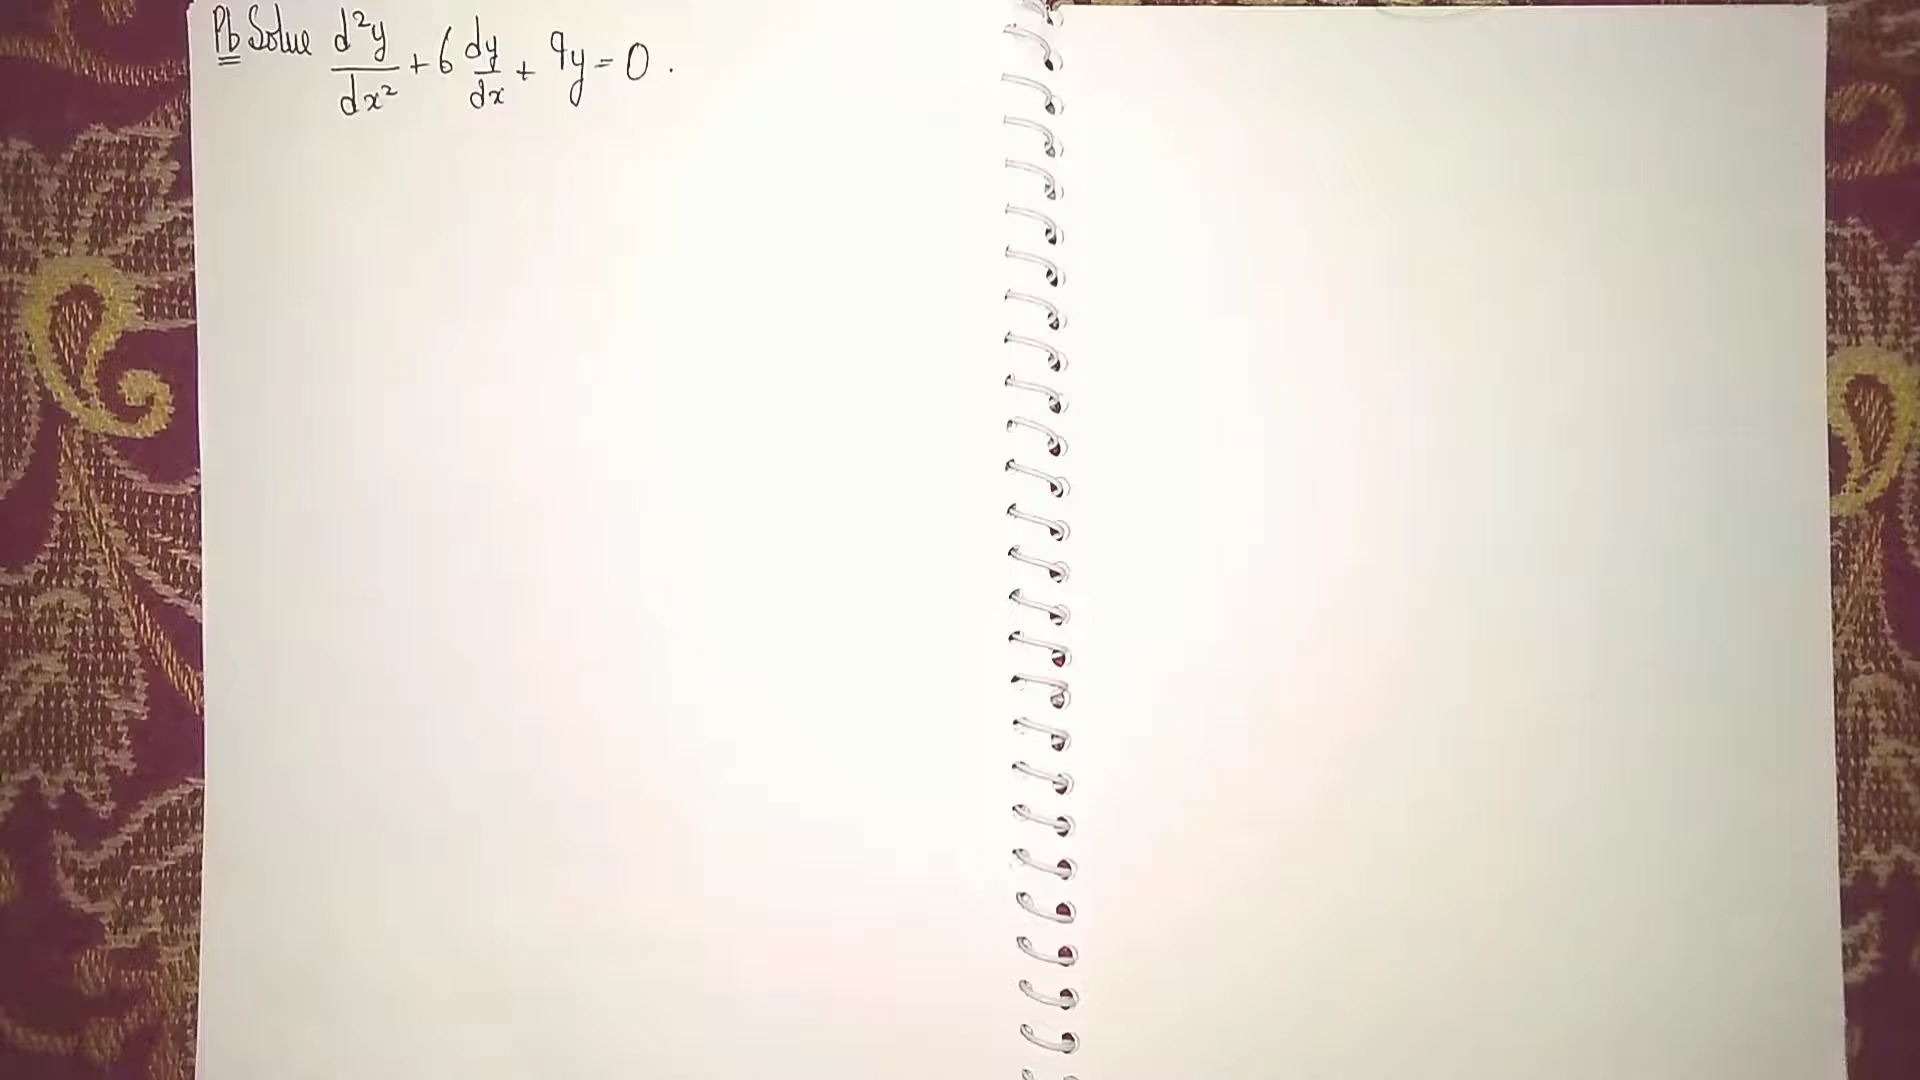 Pb Solve d²y/dx² + 6 dy/dx + 9y = 0 .